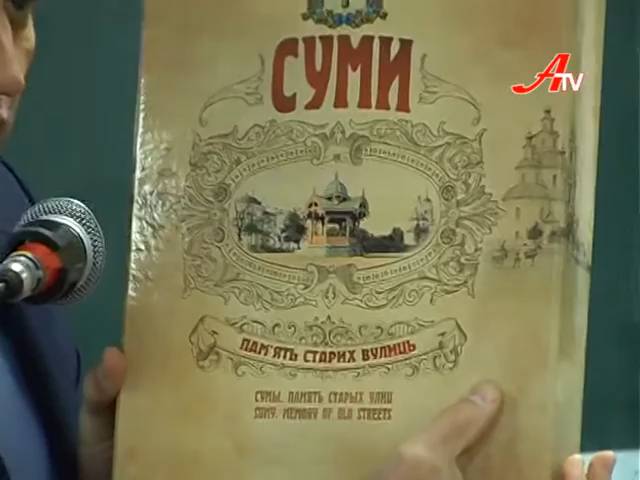 СУМИ
ATV
ПАМ'ЯТЬ СТАРИХ ВУЛИЦЬ
СУМЫ. ПАМЯТЬ СТАРЫХ УЛИЦ
SUMY. MEMORY OF OLD STREETS